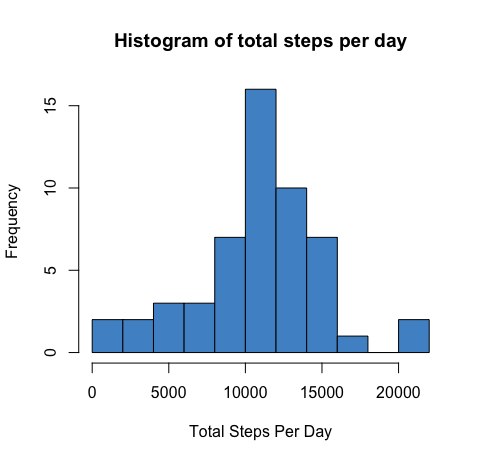 Histogram of total steps per day
Frequency
15
10
5
0
0 5000 10000 15000 20000
Total Steps Per Day